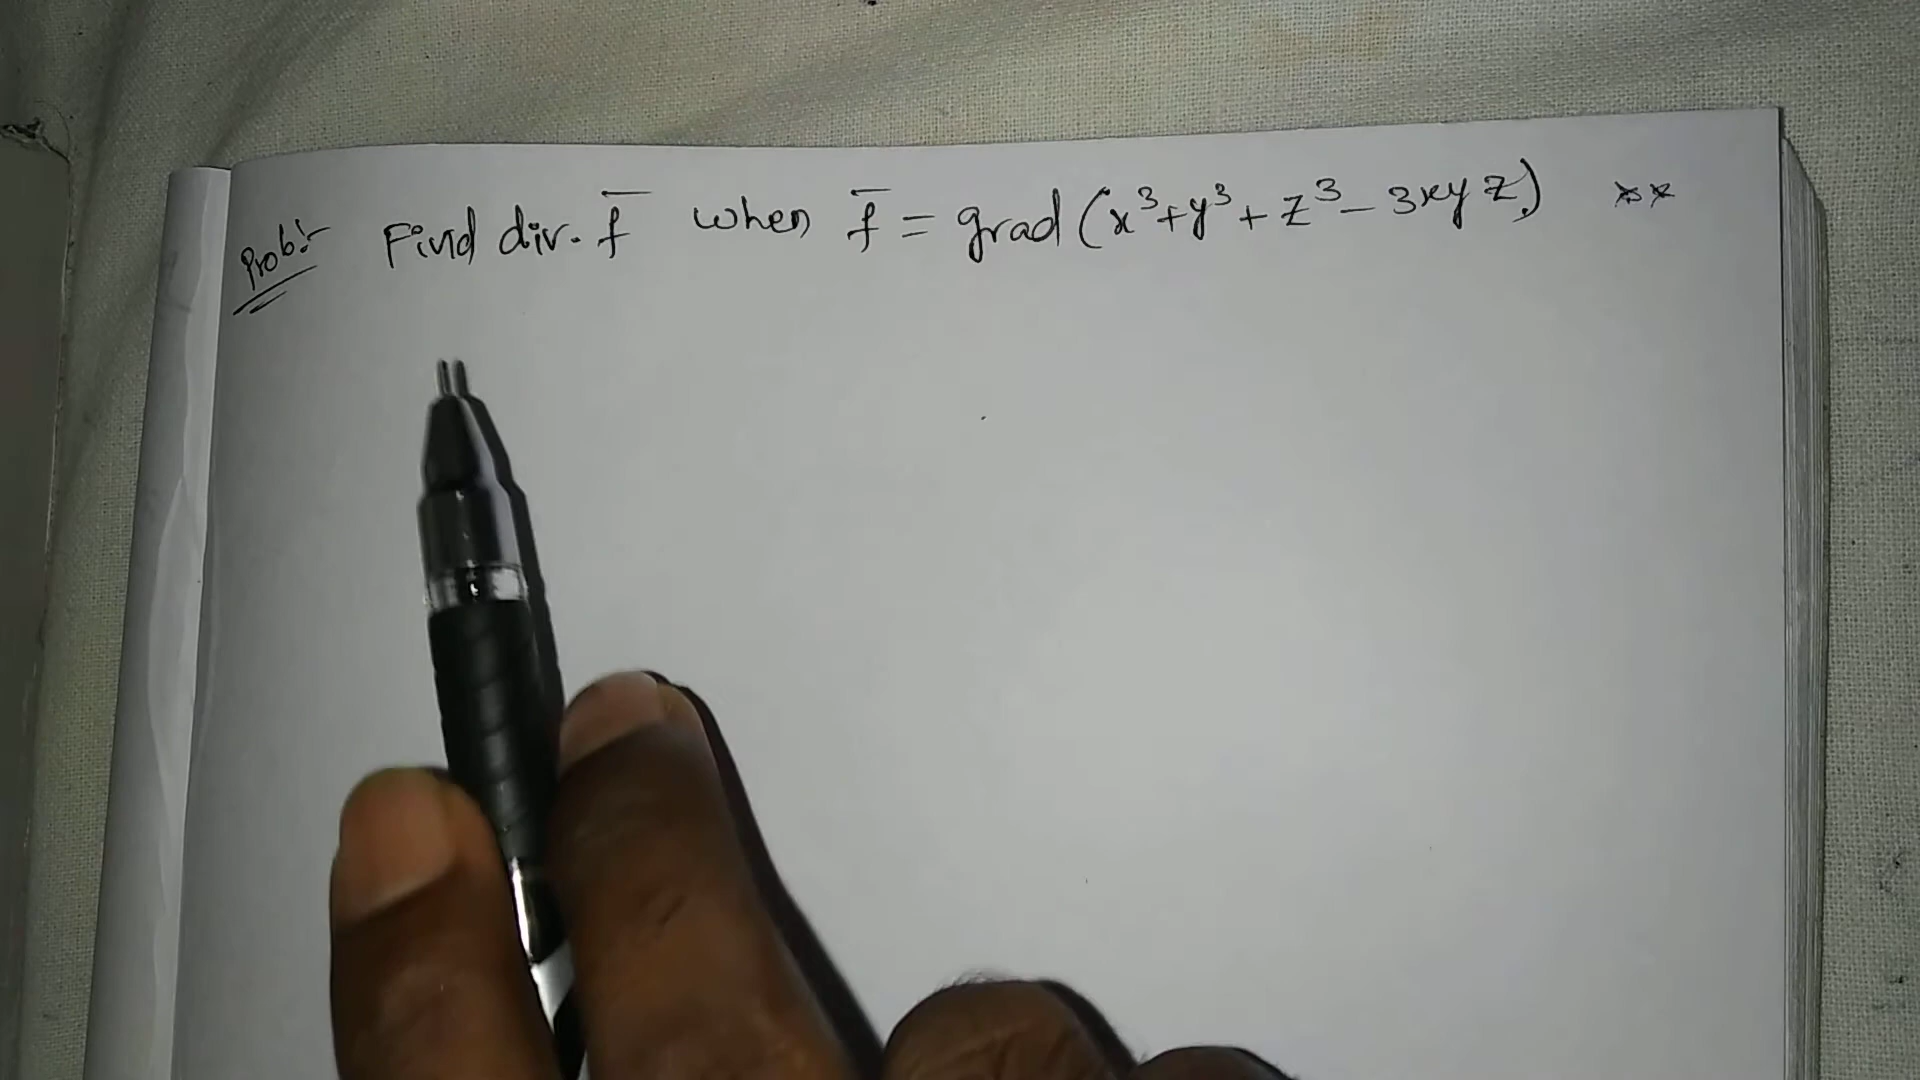 Prob:- Find div. f̅ when f̅ = grad (x³+y³+z³-3xyz) **